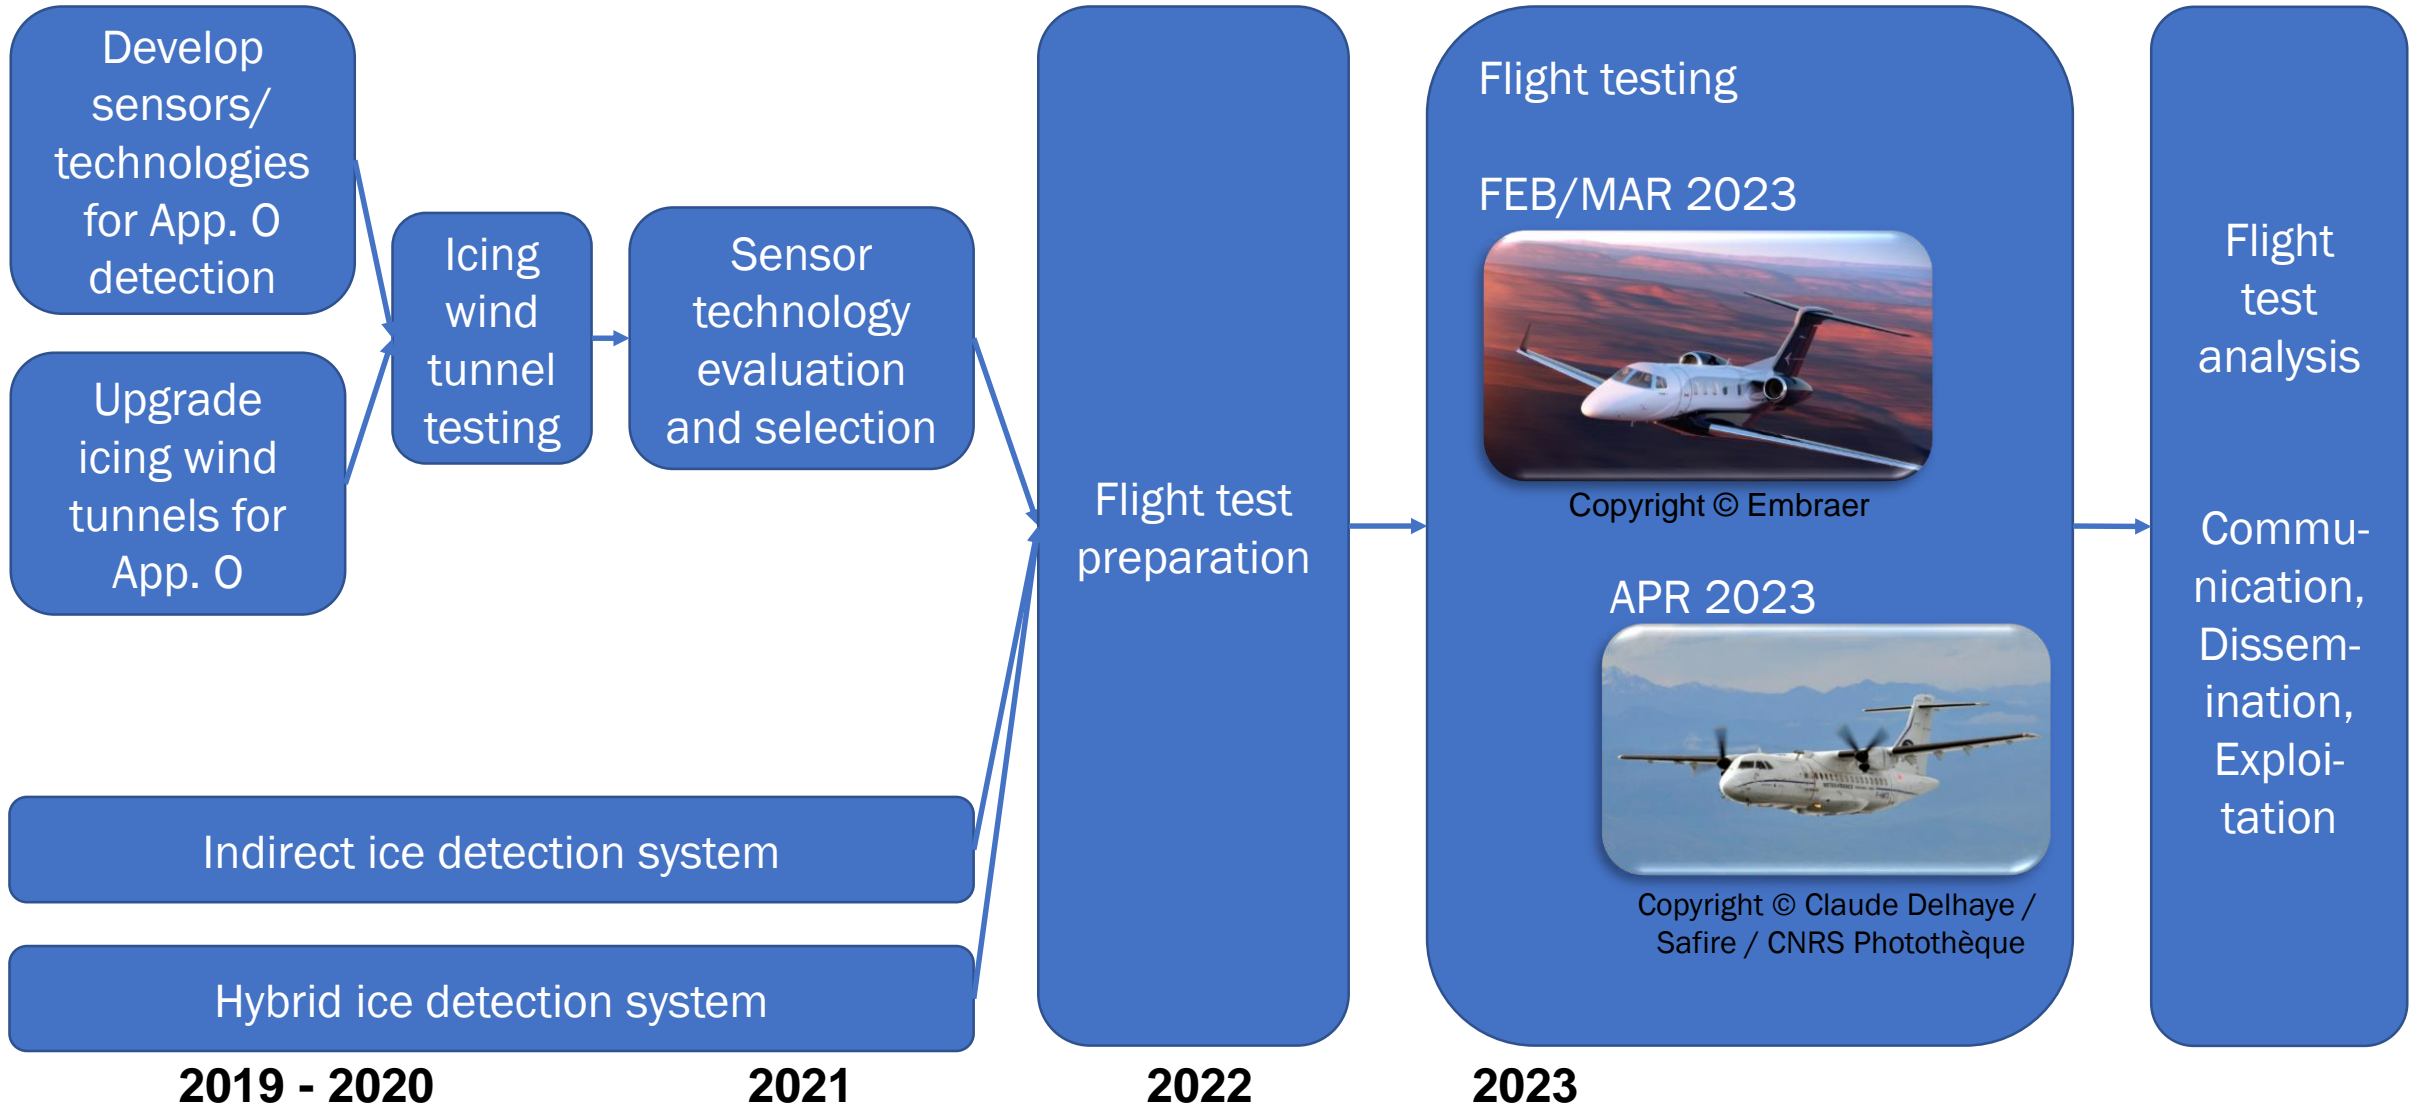 Develop
sensors/
technologies
for App. O
detection
Upgrade
icing wind
tunnels for
App. O
Icing
wind
tunnel
testing
Sensor
technology
evaluation
and selection
Indirect ice detection system
Hybrid ice detection system
Flight test
preparation
Flight testing
FEB/MAR 2023
Copyright © Embraer
APR 2023
Copyright © Claude Delhaye /
Safire / CNRS Photothèque
Flight
test
analysis
Commu-
nication,
Dissem-
ination,
Exploi-
tation
2019 - 2020
2021
2022
2023